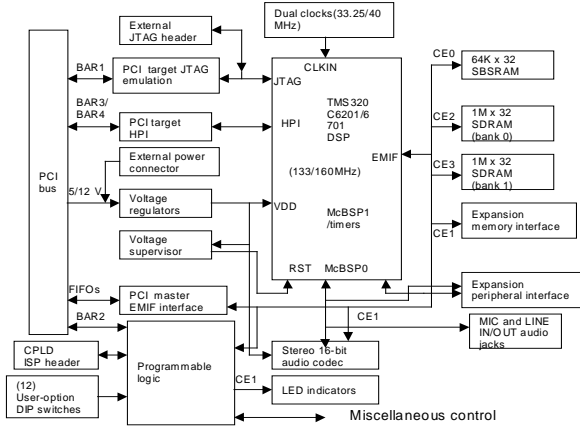 External
JTAG header
Dual clocks(33.25/40
MHz)
CE0
64K x 32
SBSRAM
CLKIN
BAR1
PCI target JTAG
emulation
JTAG
TMS320
C6201/6
701
DSP
BAR3/
BAR4
PCI target
HPI
HPI
CE2
1M x 32
SDRAM
(bank 0)
EMIF
PCI
bus
External power
connector
(133/160MHz)
CE3
1M x 32
SDRAM
(bank 1)
5/12 V
Voltage
regulators
VDD
McBSP1
/timers
CE1
Expansion
memory interface
Voltage
supervisor
RST
McBSP0
FIFOs
PCI master
EMIF interface
Expansion
peripheral interface
BAR2
CE1
MIC and LINE
IN/OUT audio
jacks
CPLD
ISP header
Programmable
logic
Stereo 16-bit
audio codec
(12)
User-option
DIP switches
CE1
LED indicators
Miscellaneous control